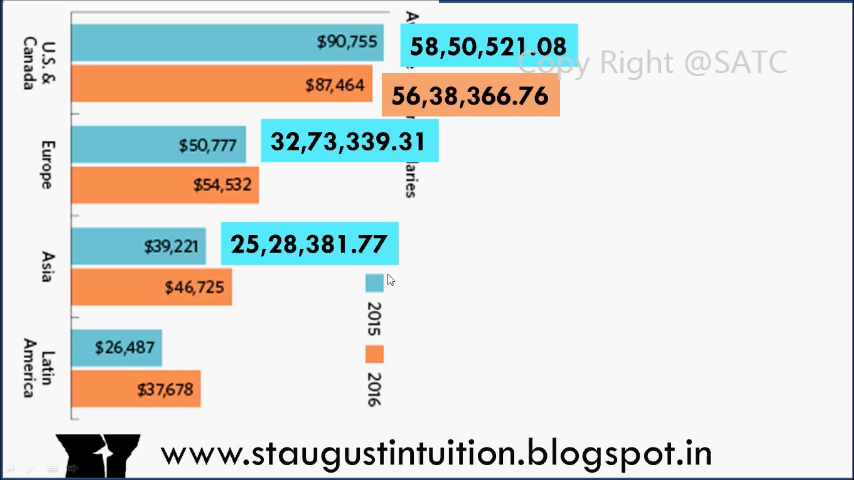 U.S. &
Canada
$90,755
58,50,521.08
Copy Right @SATC
$87,464
56,38,366.76
Europe
$50,777
32,73,339.31
$54,532
Asia
$39,221
25,28,381.77
$46,725
2015
2016
Latin
America
$26,487
$37,678
www.staugustintuition.blogspot.in